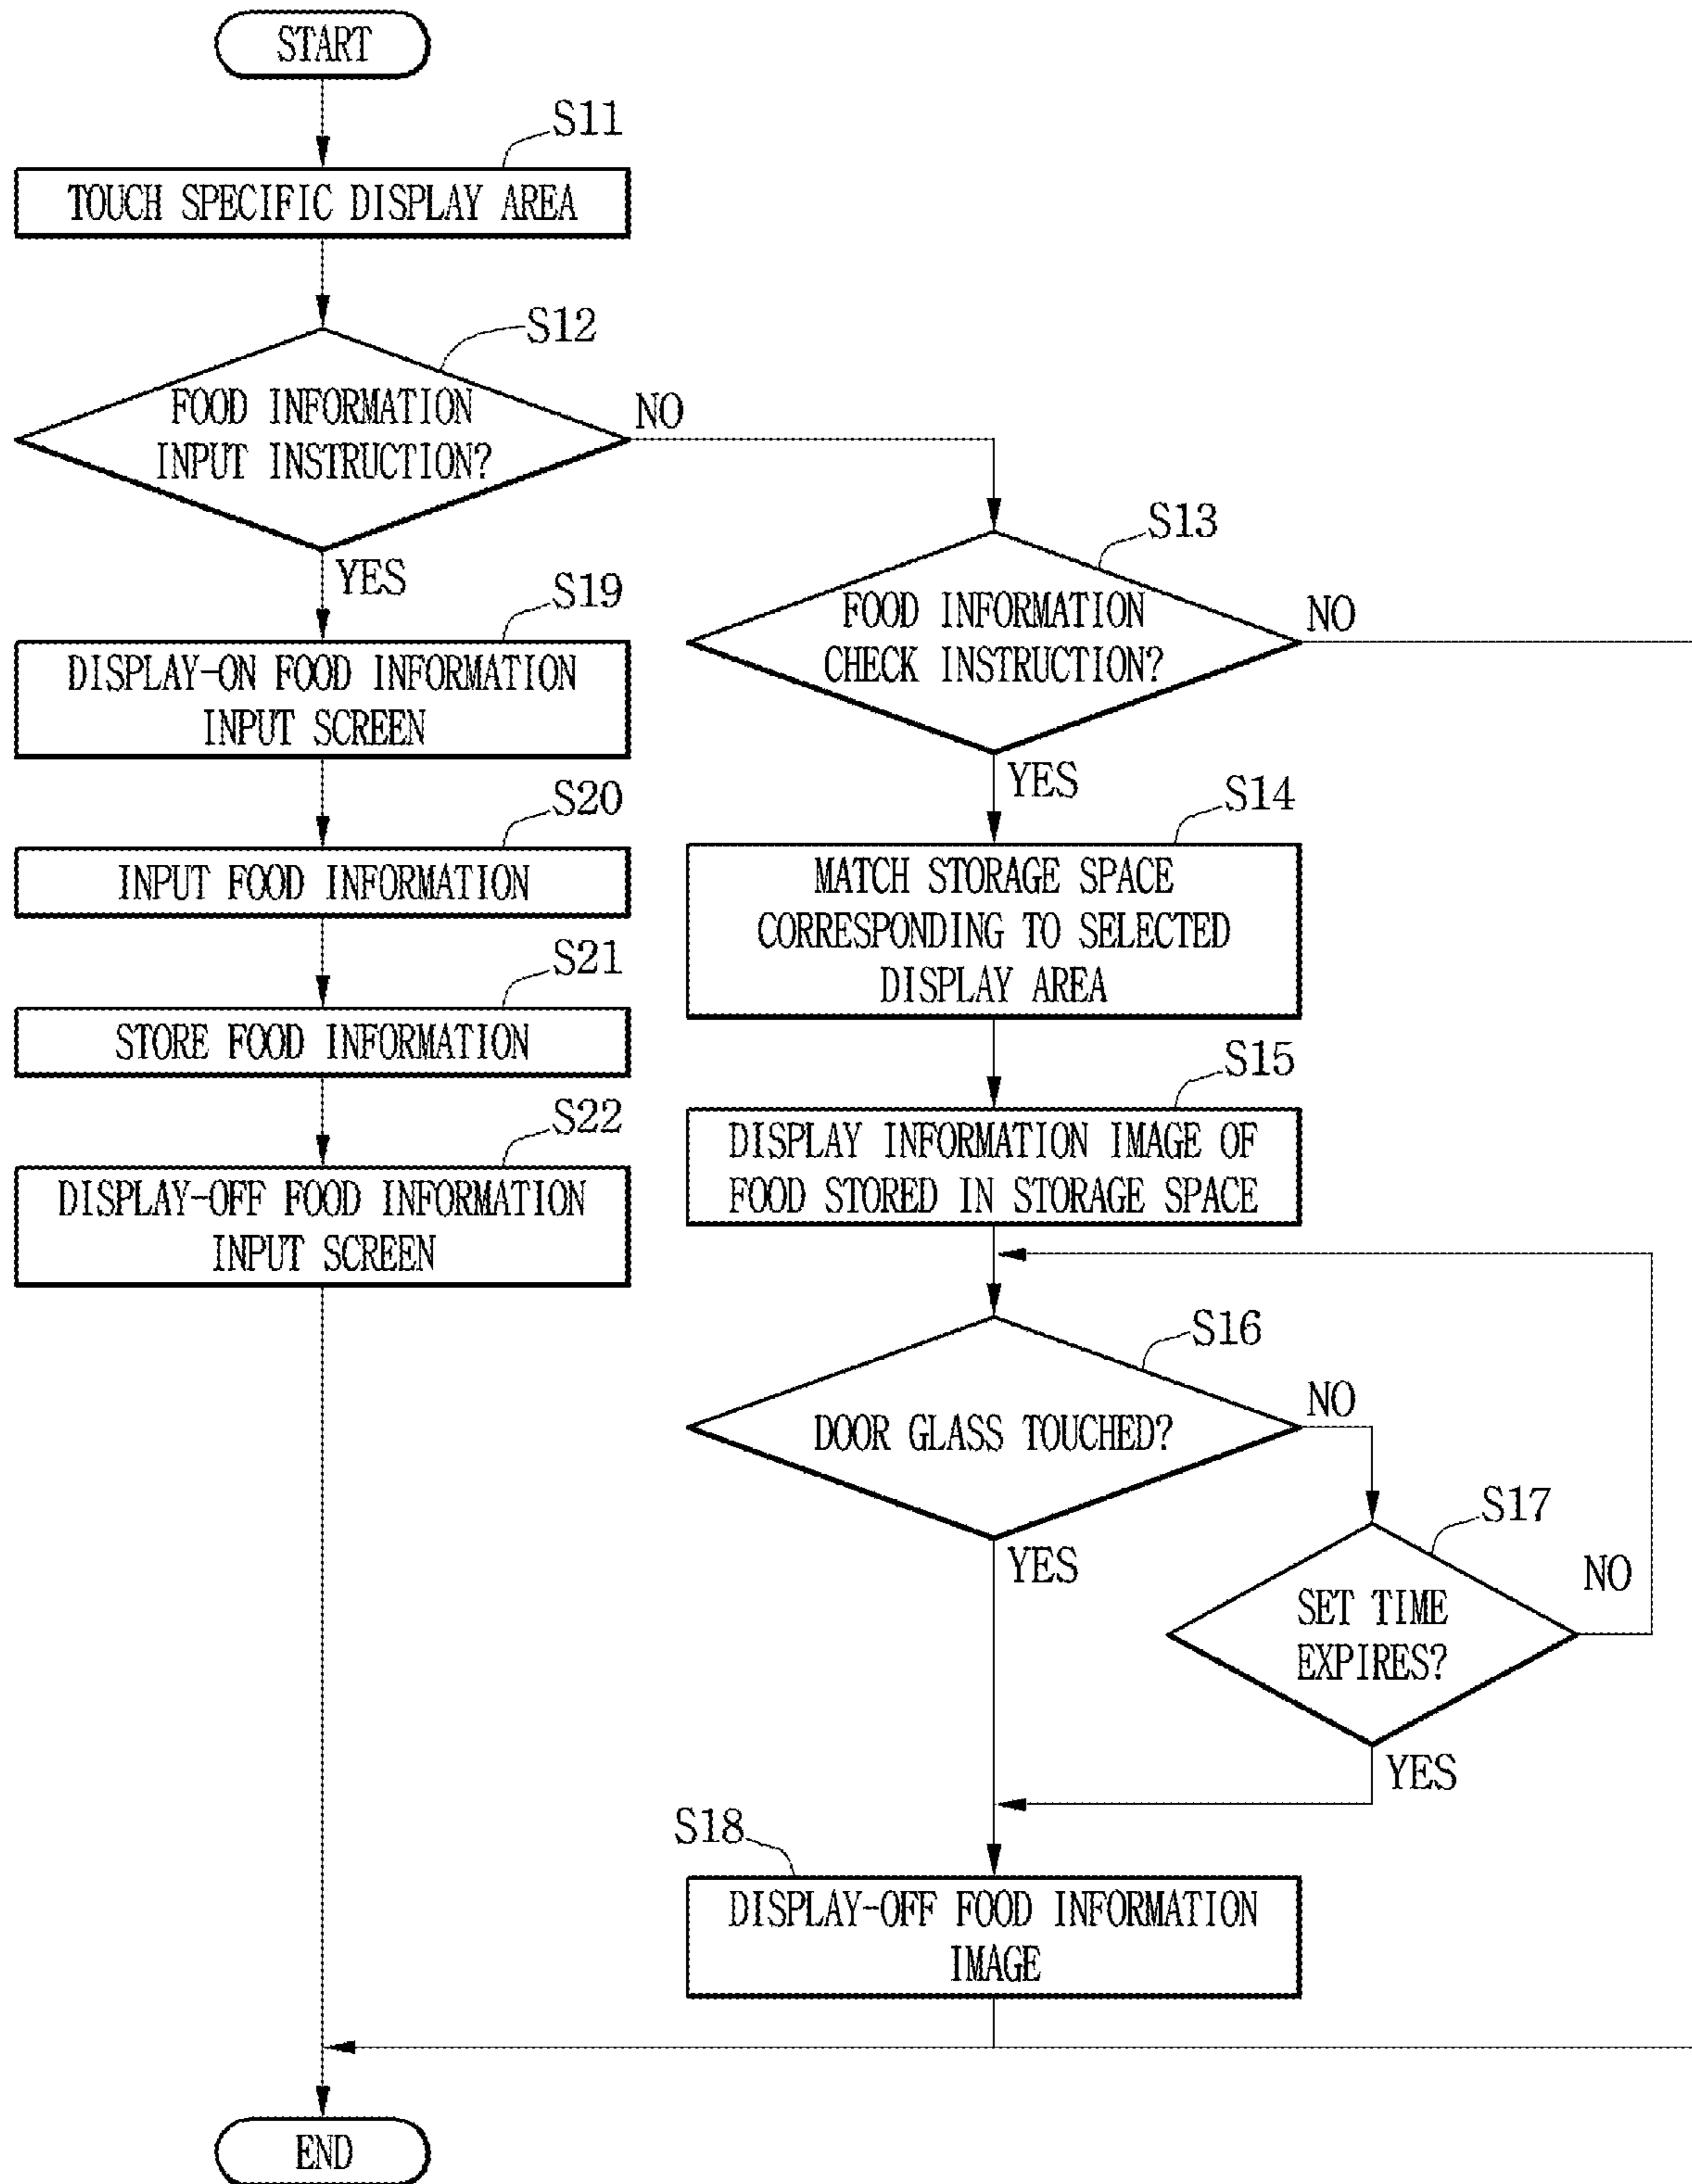 START
S11
TOUCH SPECIFIC DISPLAY AREA
S12
FOOD INFORMATION
INPUT INSTRUCTION?
NO
YES
S19
DISPLAY-ON FOOD INFORMATION
INPUT SCREEN
S20
INPUT FOOD INFORMATION
S21
STORE FOOD INFORMATION
S22
DISPLAY-OFF FOOD INFORMATION
INPUT SCREEN
S13
FOOD INFORMATION
CHECK INSTRUCTION?
NO
YES
S14
MATCH STORAGE SPACE
CORRESPONDING TO SELECTED
DISPLAY AREA
S15
DISPLAY INFORMATION IMAGE OF
FOOD STORED IN STORAGE SPACE
S16
DOOR GLASS TOUCHED?
NO
YES
S17
SET TIME
EXPIRES?
NO
YES
S18
DISPLAY-OFF FOOD INFORMATION
IMAGE
END